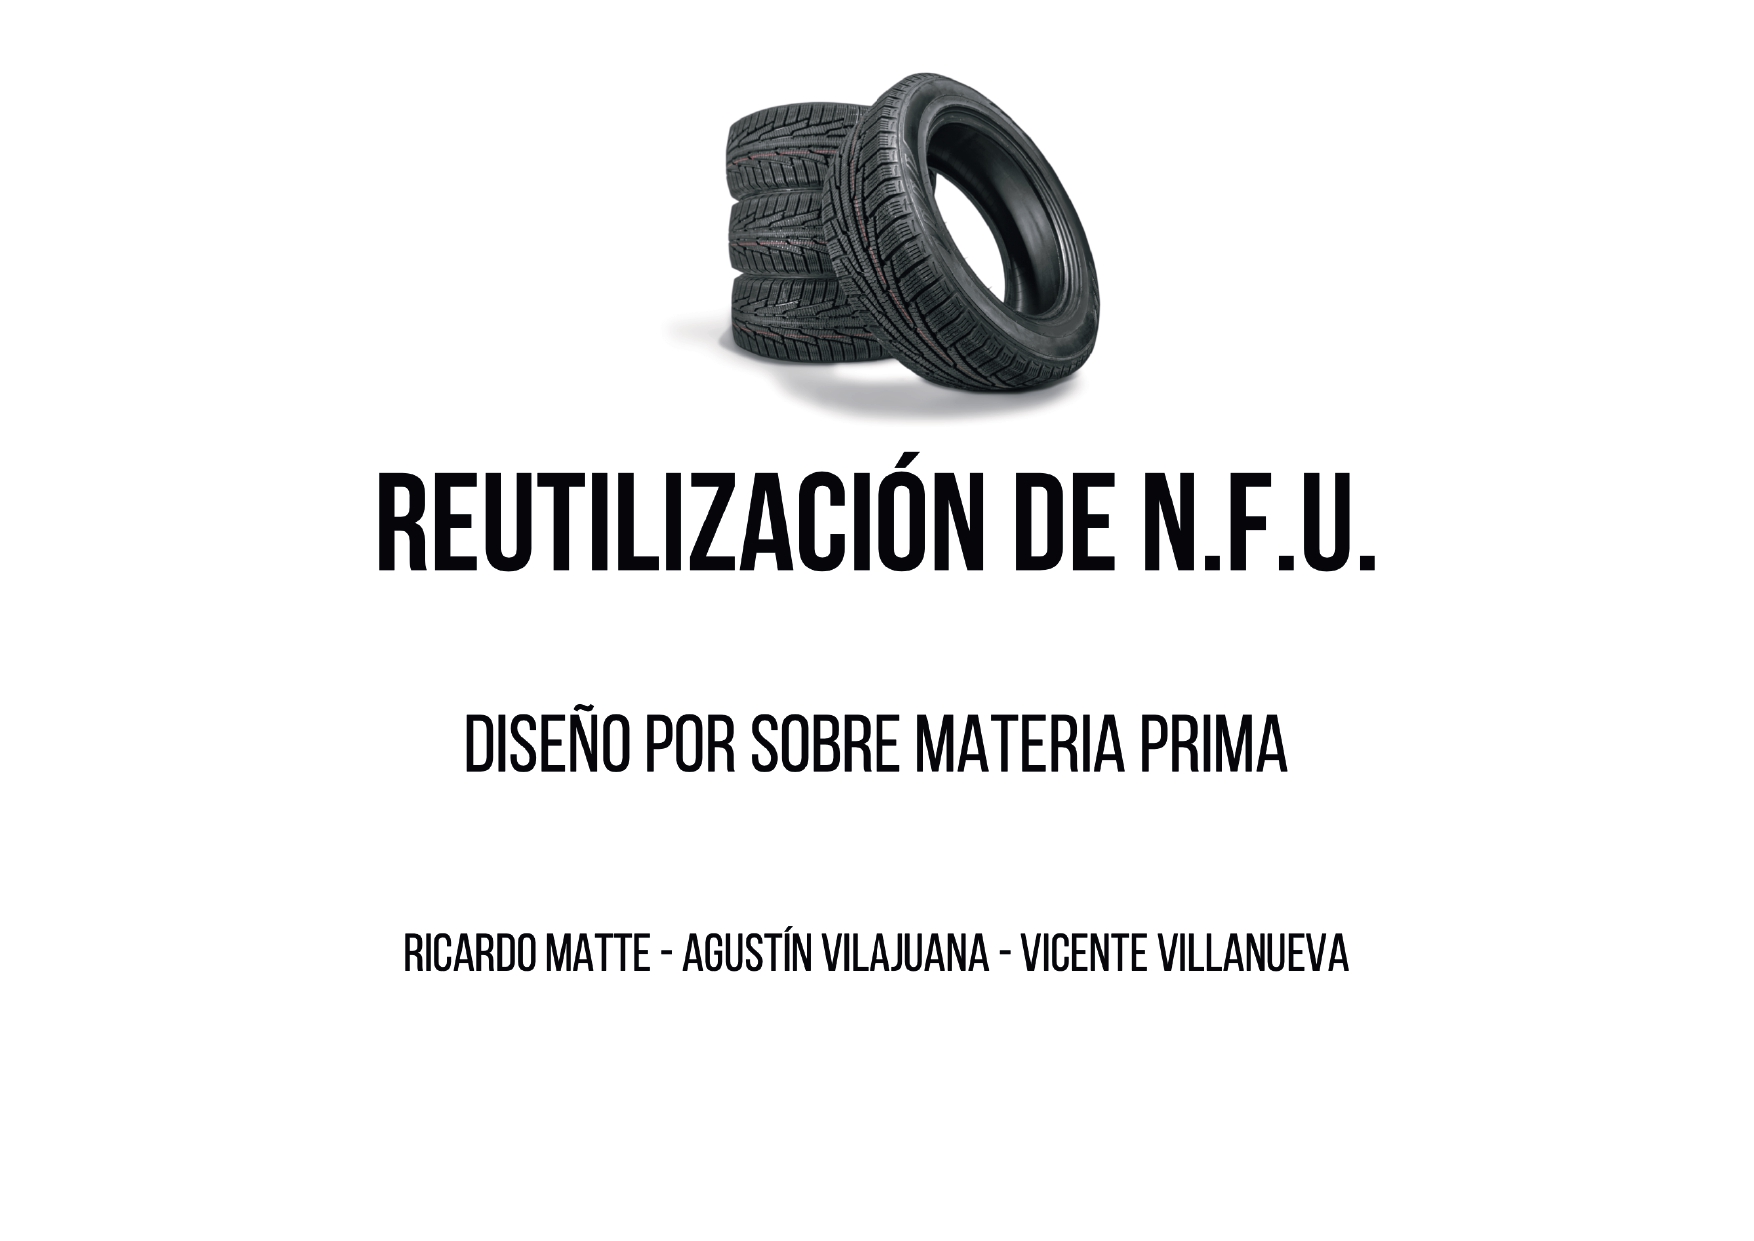 REUTILIZACIÓN DE N.F.U.
DISEÑO POR SOBRE MATERIA PRIMA
RICARDO MATTE - AGUSTÍN VILAJUANA - VICENTE VILLANUEVA